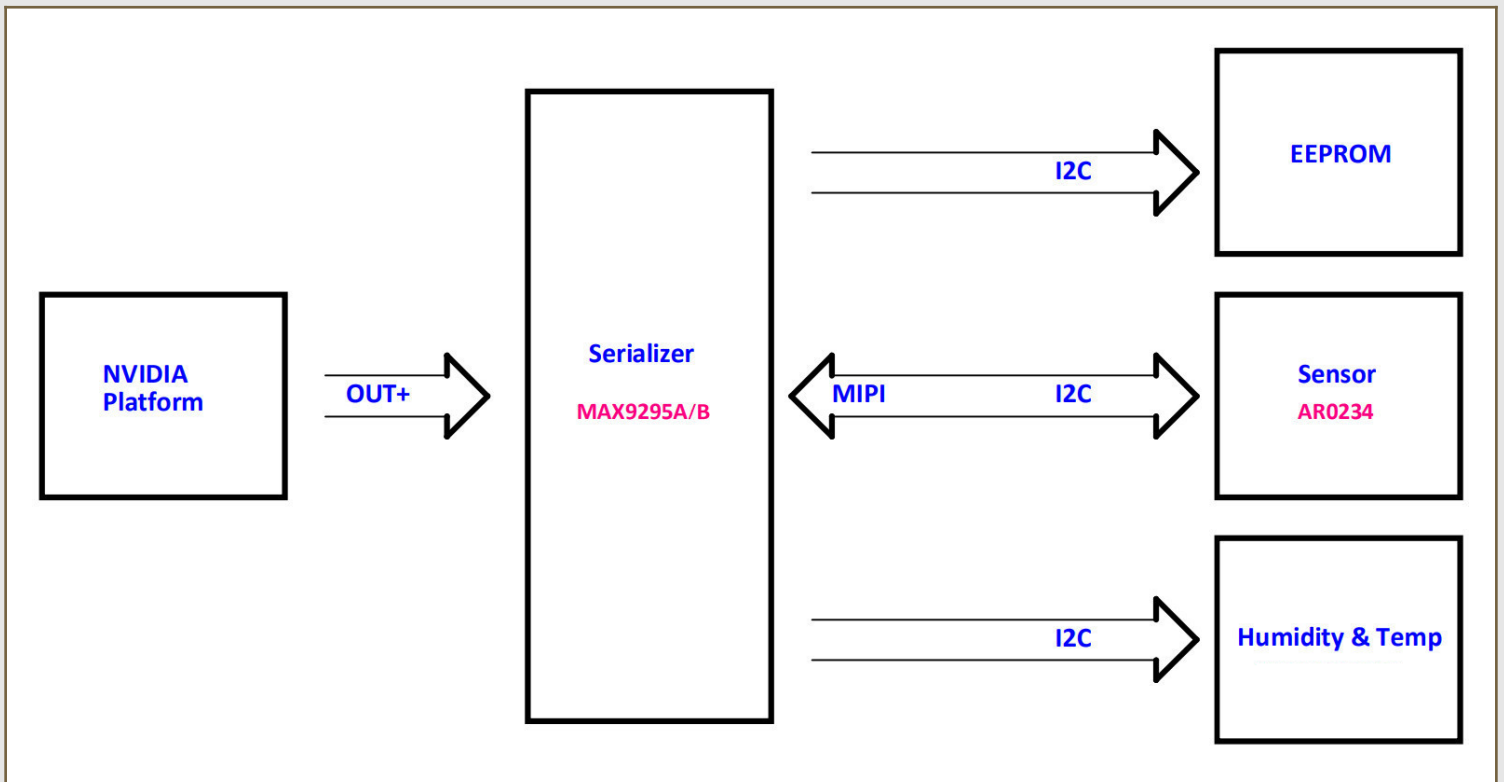 EEPROM
I2C
NVIDIA
Platform
OUT+
Serializer
MAX9295A/B
MIPI
I2C
Sensor
AR0234
I2C
Humidity & Temp